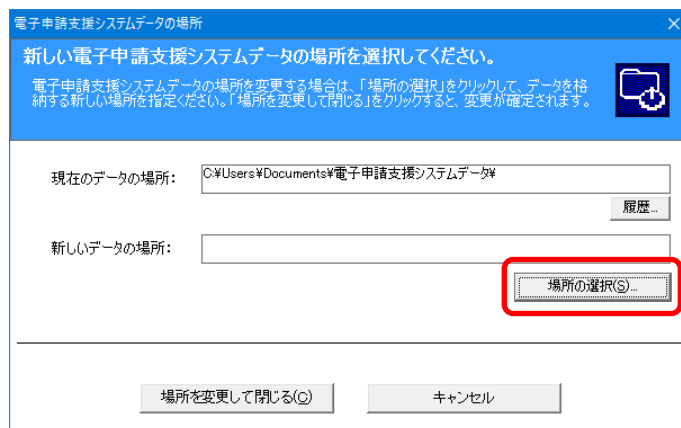 電子申請支援システムデータの場所
新しい電子申請支援システムデータの場所を選択してください。
電子申請支援システムデータの場所を変更する場合は、「場所の選択」をクリックして、データを格
納する新しい場所を指定ください。「場所を変更して閉じる」をクリックすると、変更が確定されます。
現在のデータの場所:
C:¥Users¥Documents¥電子申請支援システムデータ¥
履歴...
新しいデータの場所:
場所の選択(S)...
場所を変更して閉じる(C)
キャンセル